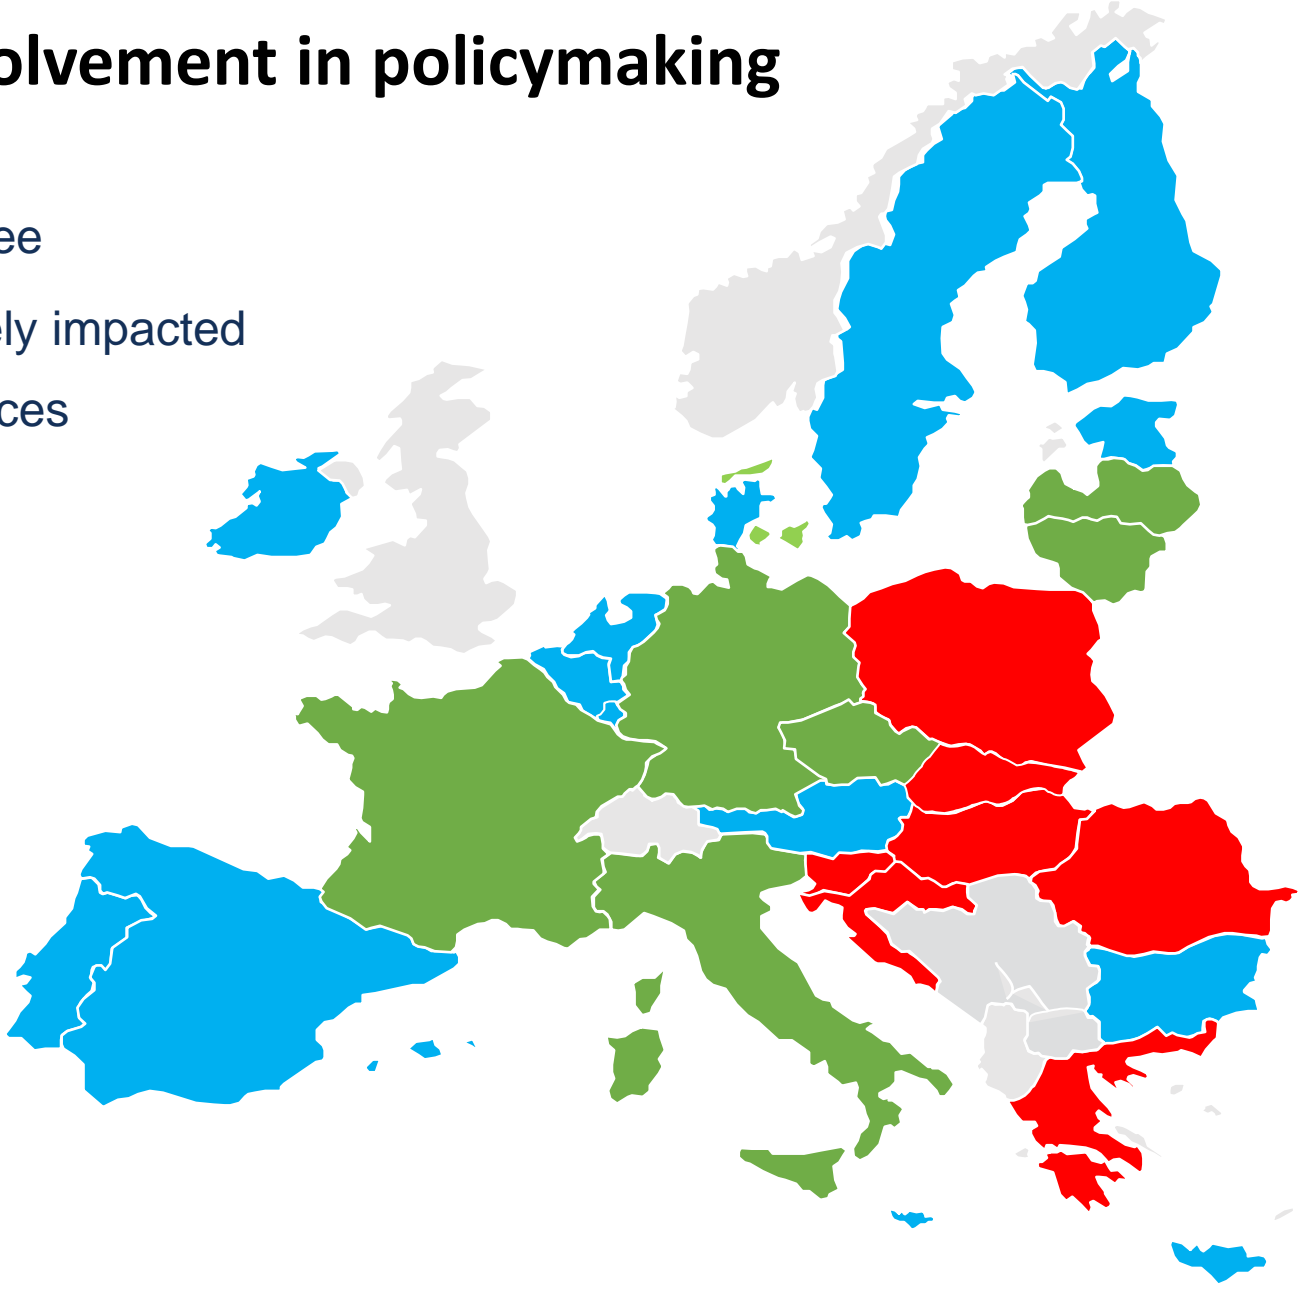 olvement in policymaking
ee
ely impacted
ces